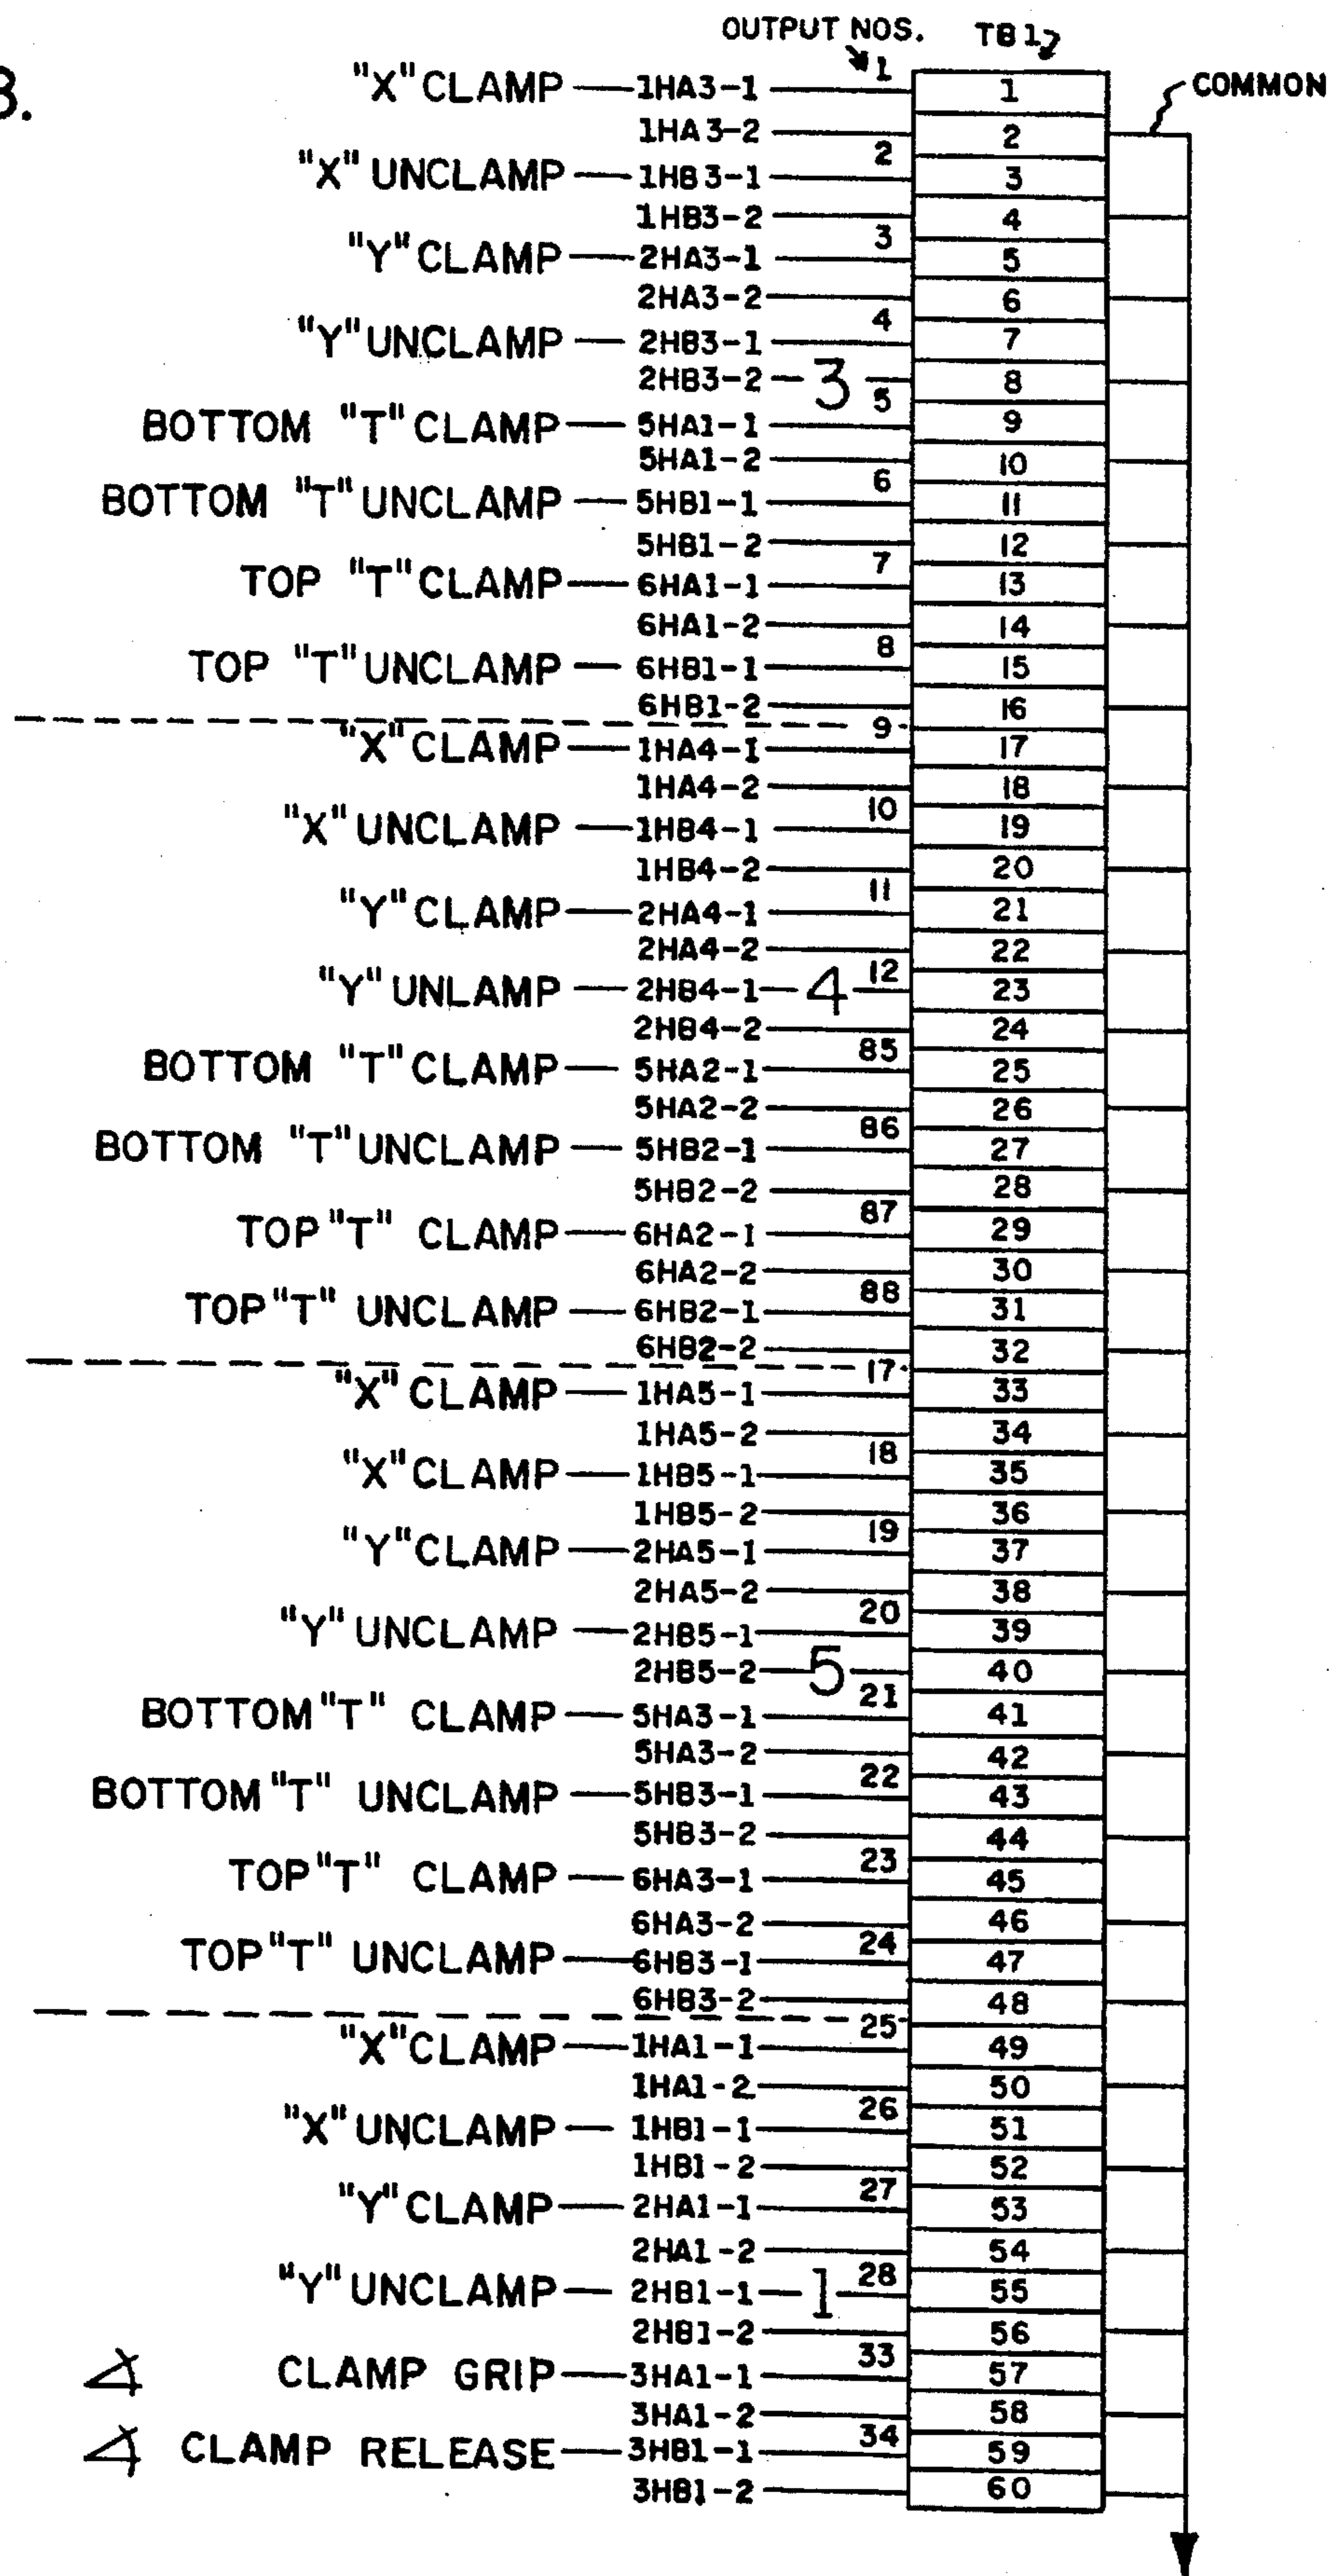 OUTPUT NOS. TB1
B.
"X" CLAMP 1HA3-1 1 1 COMMON
1HA3-2 2
"X" UNCLAMP 1HB3-1 2 3
1HB3-2 4
"Y" CLAMP 2HA3-1 3 5
2HA3-2 6
"Y" UNCLAMP 2HB3-1 4 7
2HB3-2 3 8
BOTTOM "T" CLAMP 5HA1-1 5 9
5HA1-2 10
BOTTOM "T" UNCLAMP 5HB1-1 6 11
5HB1-2 12
TOP "T" CLAMP 6HA1-1 7 13
6HA1-2 14
TOP "T" UNCLAMP 6HB1-1 8 15
6HB1-2 16
"X" CLAMP 1HA4-1 9 17
1HA4-2 18
"X" UNCLAMP 1HB4-1 10 19
1HB4-2 20
"Y" CLAMP 2HA4-1 11 21
2HA4-2 22
"Y" UNLAMP 2HB4-1 4 12 23
2HB4-2 24
BOTTOM "T" CLAMP 5HA2-1 85 25
5HA2-2 26
BOTTOM "T" UNCLAMP 5HB2-1 86 27
5HB2-2 28
TOP "T" CLAMP 6HA2-1 87 29
6HA2-2 30
TOP "T" UNCLAMP 6HB2-1 88 31
6HB2-2 32
"X" CLAMP 1HA5-1 17 33
1HA5-2 34
"X" CLAMP 1HB5-1 18 35
1HB5-2 36
"Y" CLAMP 2HA5-1 19 37
2HA5-2 38
"Y" UNCLAMP 2HB5-1 20 39
2HB5-2 5 40
BOTTOM "T" CLAMP 5HA3-1 21 41
5HA3-2 42
BOTTOM "T" UNCLAMP 5HB3-1 22 43
5HB3-2 44
TOP "T" CLAMP 6HA3-1 23 45
6HA3-2 46
TOP "T" UNCLAMP 6HB3-1 24 47
6HB3-2 48
"X" CLAMP 1HA1-1 25 49
1HA1-2 50
"X" UNCLAMP 1HB1-1 26 51
1HB1-2 52
"Y" CLAMP 2HA1-1 27 53
2HA1-2 54
"Y" UNCLAMP 2HB1-1 1 28 55
2HB1-2 56
4 CLAMP GRIP 3HA1-1 33 57
3HA1-2 58
4 CLAMP RELEASE 3HB1-1 34 59
3HB1-2 60